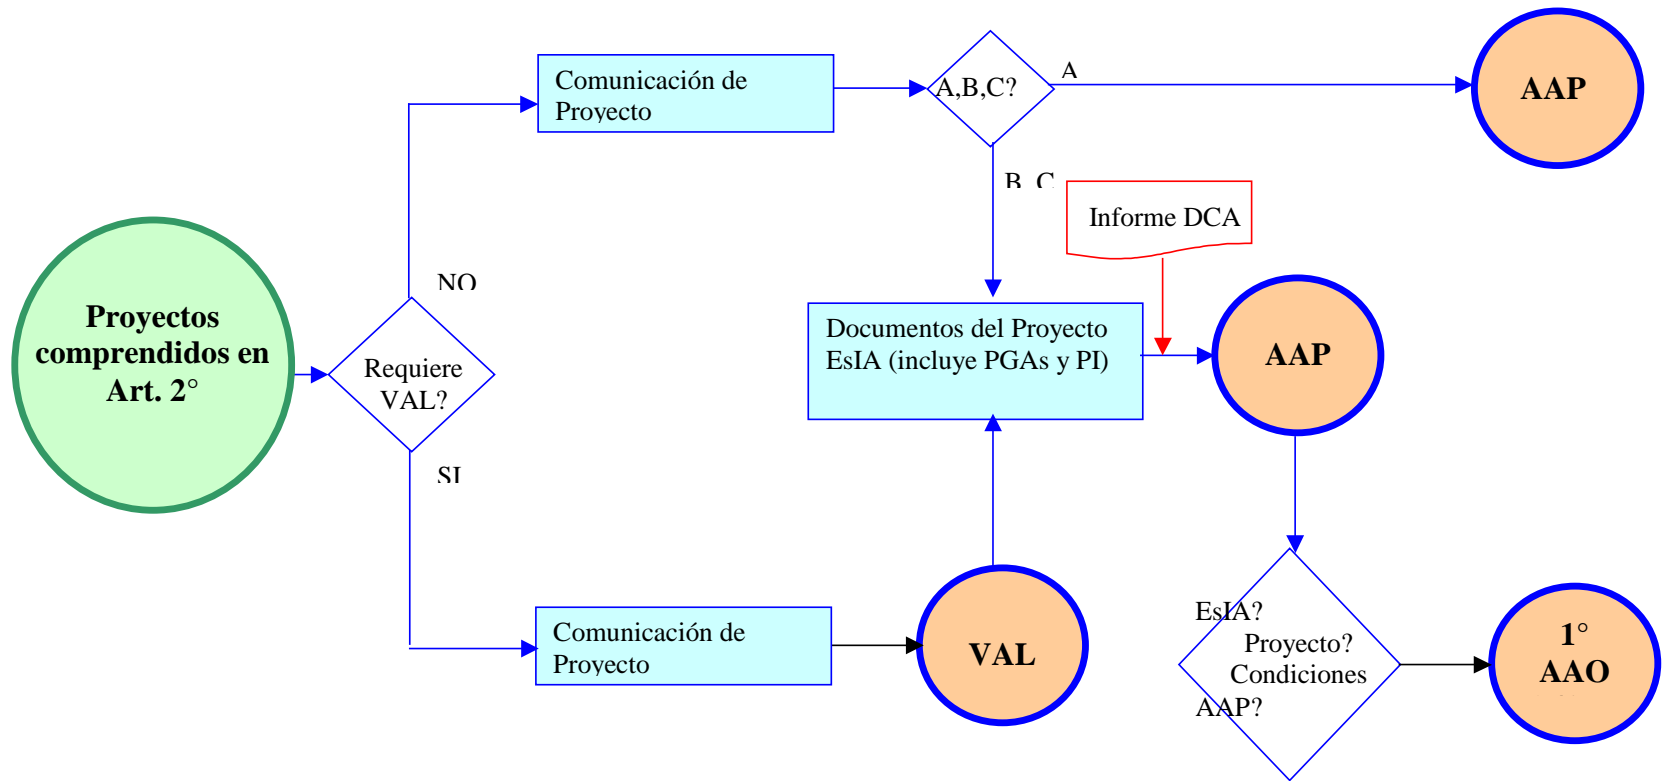 Comunicación de
Proyecto
A,B,C?
A
AAP
B, C
Informe DCA
NO
Proyectos
comprendidos en
Art. 2°
Requiere
VAL?
Documentos del Proyecto
EsIA (incluye PGAs y PI)
AAP
SI
Comunicación de
Proyecto
VAL
EsIA?
Proyecto?
Condiciones
AAP?
1°
AAO